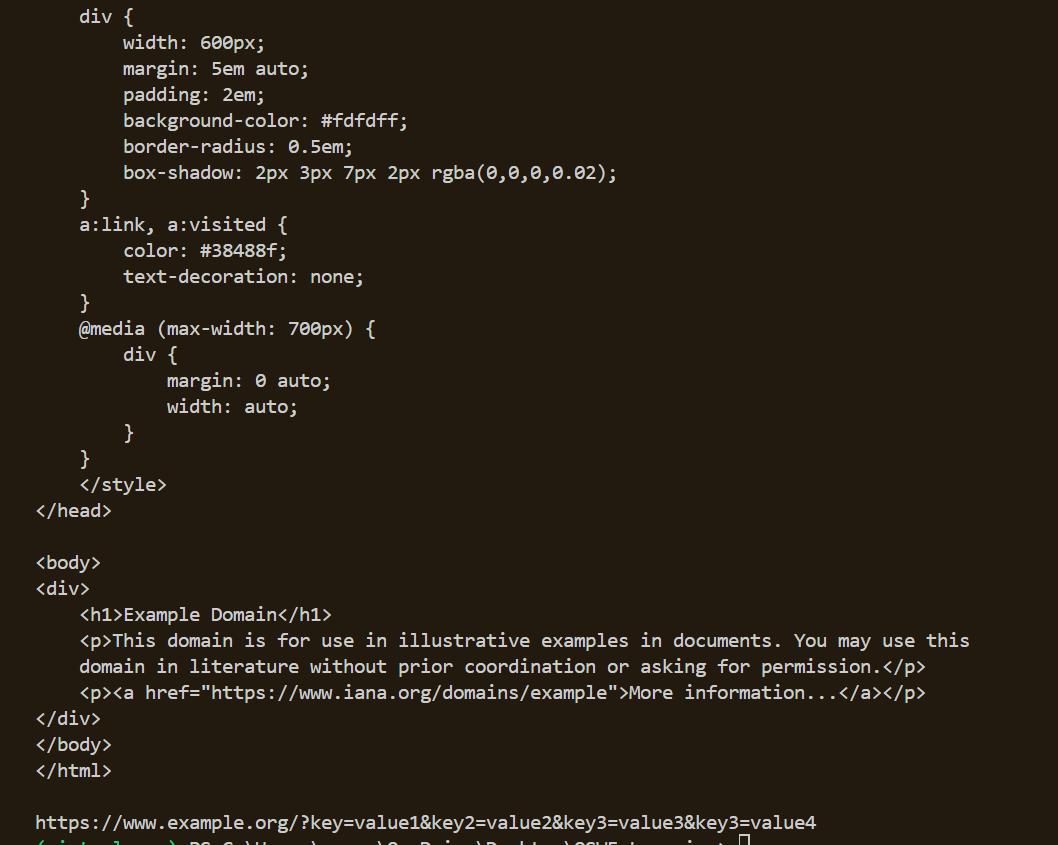 div {
width: 600px;
margin: 5em auto;
padding: 2em;
background-color: #fdfdff;
border-radius: 0.5em;
box-shadow: 2px 3px 7px 2px rgba(0,0,0,0.02);
}
a:link, a:visited {
color: #38488f;
text-decoration: none;
}
@media (max-width: 700px) {
div {
margin: 0 auto;
width: auto;
}
}
</style>
</head>
<body>
<div>
<h1>Example Domain</h1>
<p>This domain is for use in illustrative examples in documents. You may use this
domain in literature without prior coordination or asking for permission.</p>
<p><a href="https://www.iana.org/domains/example">More information...</a></p>
</div>
</body>
</html>
https://www.example.org/?key=value1&key2=value2&key3=value3&key3=value4